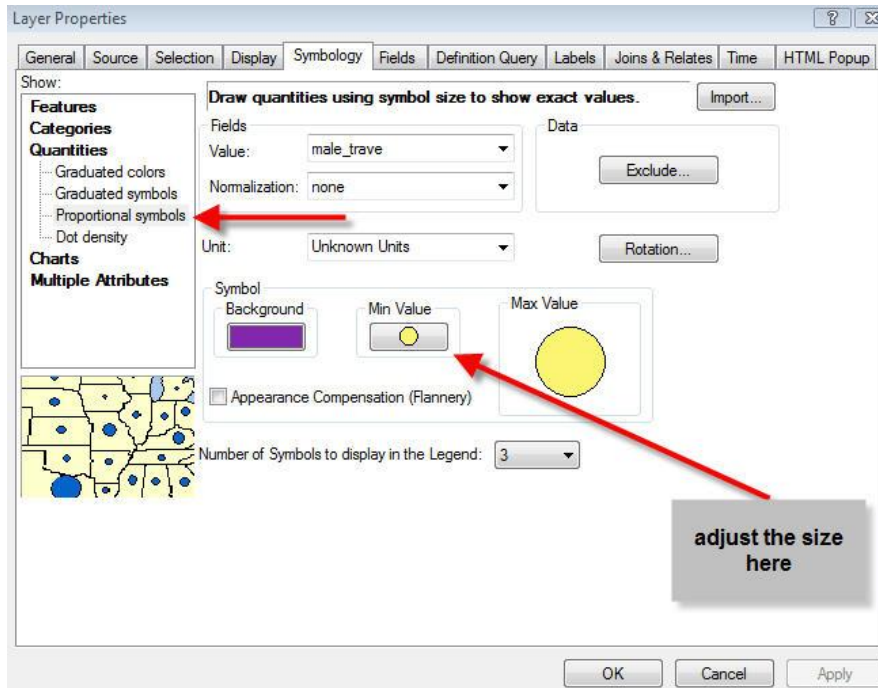 Layer Properties
General Source Selection Display Symbology Fields Definition Query Labels Joins & Relates Time HTML Popup
Show:
Features
Categories
Quantities
Graduated colors
Graduated symbols
Proportional symbols
Dot density
Charts
Multiple Attributes
Draw quantities using symbol size to show exact values.
Import...
Fields
Value: male_trave
Normalization: none
Data
Exclude...
Unit: Unknown Units
Rotation...
Symbol
Background
Min Value
Max Value
Appearance Compensation (Flannery)
Number of Symbols to display in the Legend: 3
adjust the size
here
OK Cancel Apply